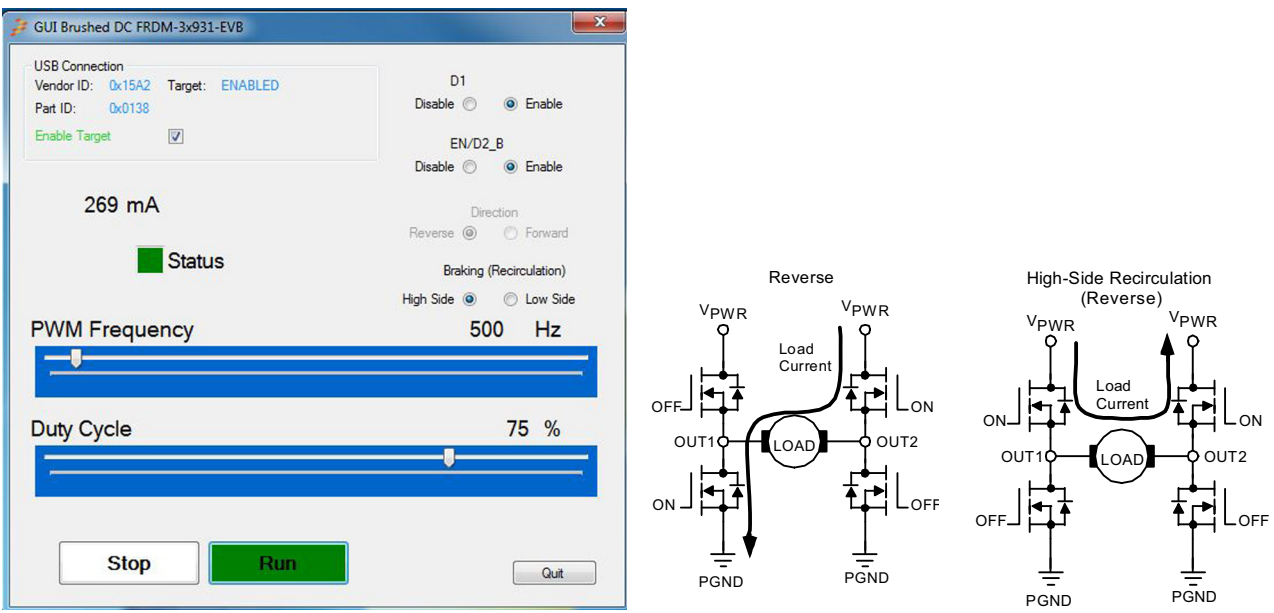 GUI Brushed DC FRDM-3x931-EVB
USB Connection
Vendor ID: 0x15A2 Target: ENABLED
Part ID: 0x0138
Enable Target
D1
Disable Enable
EN/D2_B
Disable Enable
269 mA
Direction
Reverse Forward
Status
Braking (Recirculation)
High Side Low Side
PWM Frequency 500 Hz
Duty Cycle 75 %
Stop Run Quit
Reverse
VPWR VPWR
Load
Current
OFF ON
OUT1 LOAD OUT2
ON OFF
PGND PGND
High-Side Recirculation
(Reverse)
VPWR VPWR
Load
Current
ON ON
OUT1 LOAD OUT2
OFF OFF
PGND PGND